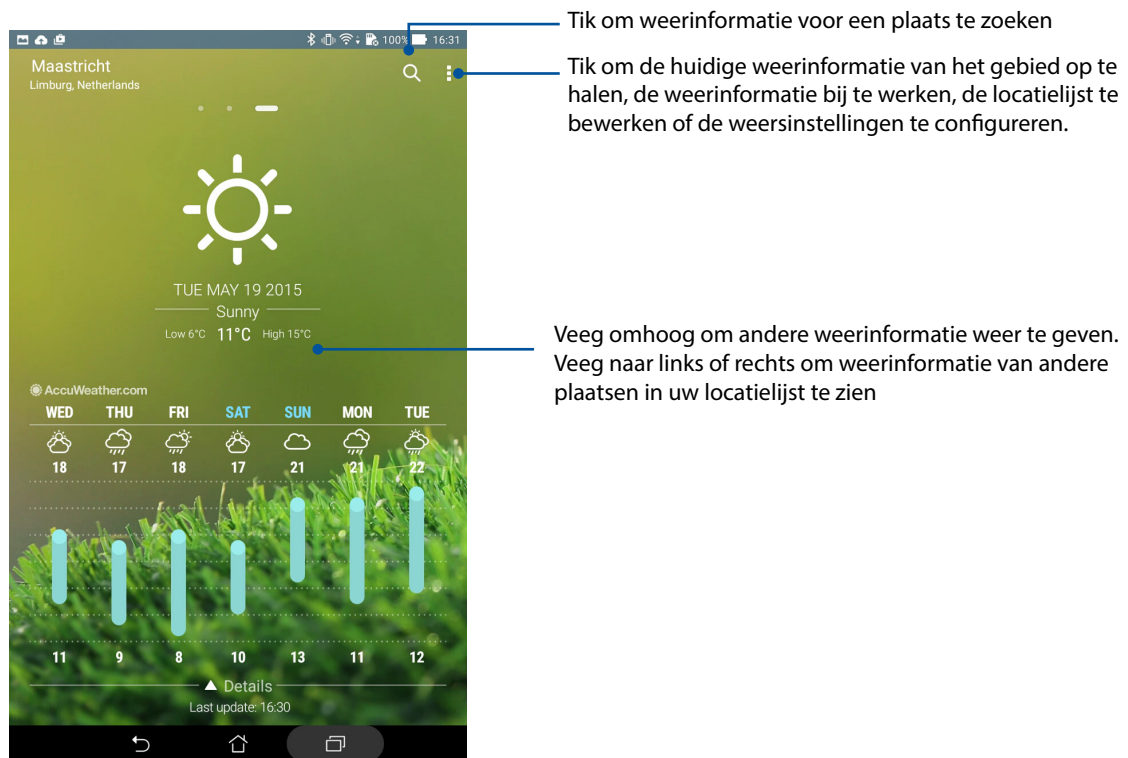 Tik om weerinformatie voor een plaats te zoeken
100% 16:31
Maastricht
Limburg, Netherlands
Tik om de huidige weerinformatie van het gebied op te
halen, de weerinformatie bij te werken, de locatielijst te
bewerken of de weersinstellingen te configureren.
TUE MAY 19 2015
Sunny
Low 6°C 11°C High 15°C
Veeg omhoog om andere weerinformatie weer te geven.
Veeg naar links of rechts om weerinformatie van andere
plaatsen in uw locatielijst te zien
AccuWeather.com
WED THU FRI SAT SUN MON TUE
18 17 18 17 21 21 22
11 9 8 10 13 11 12
Details
Last update: 16:30